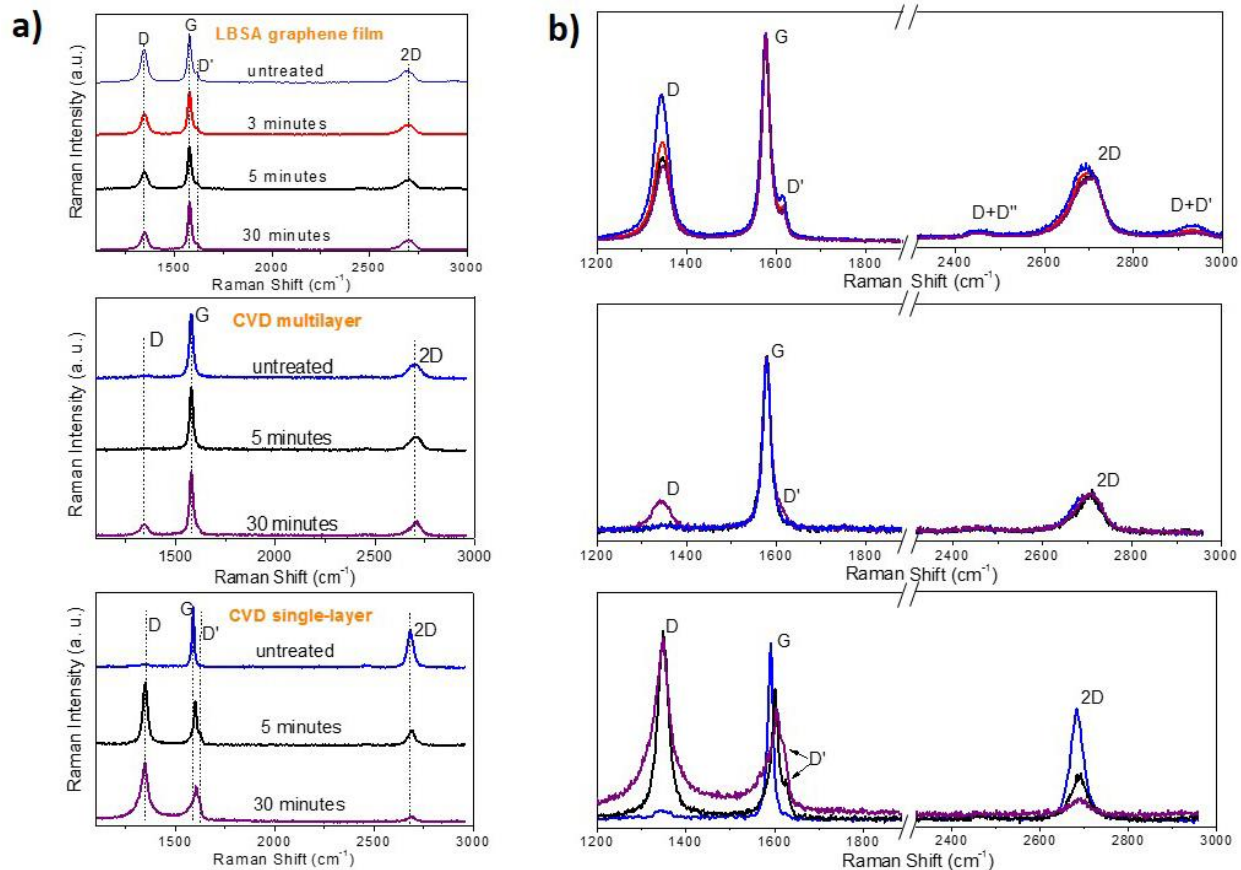 a)
LBSA graphene film
D
G
D'
2D
untreated
3 minutes
5 minutes
30 minutes
Raman Intensity (a.u.)
1500 2000 2500 3000
Raman Shift (cm⁻¹)
CVD multilayer
D
G
2D
untreated
5 minutes
30 minutes
Raman Intensity (a. u.)
1500 2000 2500 3000
Raman Shift (cm⁻¹)
CVD single-layer
D
G
D'
2D
untreated
5 minutes
30 minutes
Raman Intensity (a. u.)
1500 2000 2500 3000
Raman Shift (cm⁻¹)
b)
G
D
D'
D+D"
2D
D+D'
1200 1400 1600 1800 2400 2600 2800 3000
Raman Shift (cm⁻¹)
G
D
D'
2D
1200 1400 1600 1800 2400 2600 2800 3000
Raman Shift (cm⁻¹)
D
G
D'
2D
1200 1400 1600 1800 2400 2600 2800 3000
Raman Shift (cm⁻¹)